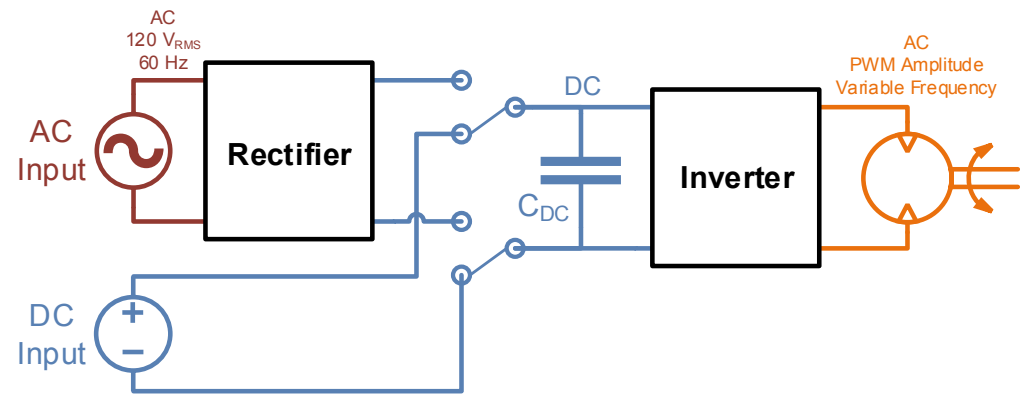 AC
120 VRMS
60 Hz
AC
Input
Rectifier
DC
CDC
Inverter
AC
PWM Amplitude
Variable Frequency
DC
Input
+
−